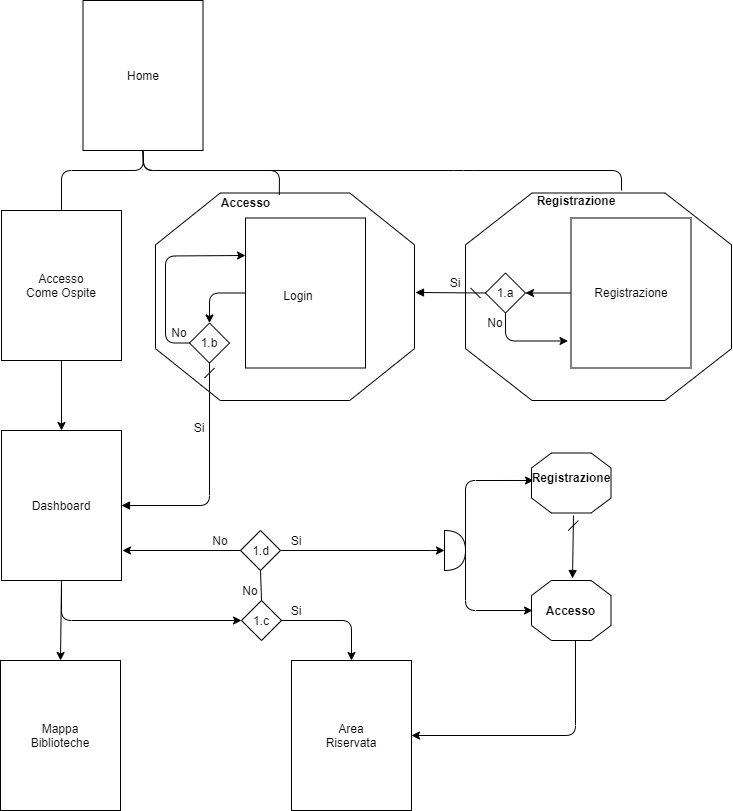 Home
Accesso
Registrazione
Accesso
Come Ospite
Login
Si
1.a
Registrazione
No
No
1.b
Si
Dashboard
Registrazione
No
1.d
Si
No
1.c
Si
Accesso
Mappa
Biblioteche
Area
Riservata